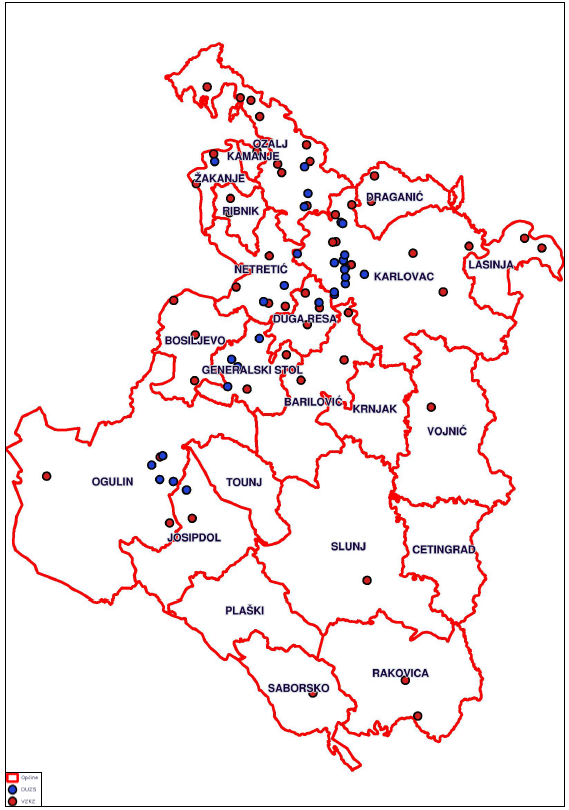 OZALJ
KAMANJE
ŽAKANJE
RIBNIK
DRAGANIĆ
NETRETIĆ
KARLOVAC
LASINJA
DUGA RESA
BOSILJEVO
GENERALSKI STOL
BARILOVIĆ
KRNJAK
VOJNIĆ
OGULIN
TOUNJ
JOSIPDOL
SLUNJ
CETINGRAD
PLAŠKI
SABORSKO
RAKOVICA
Općine
DUZS